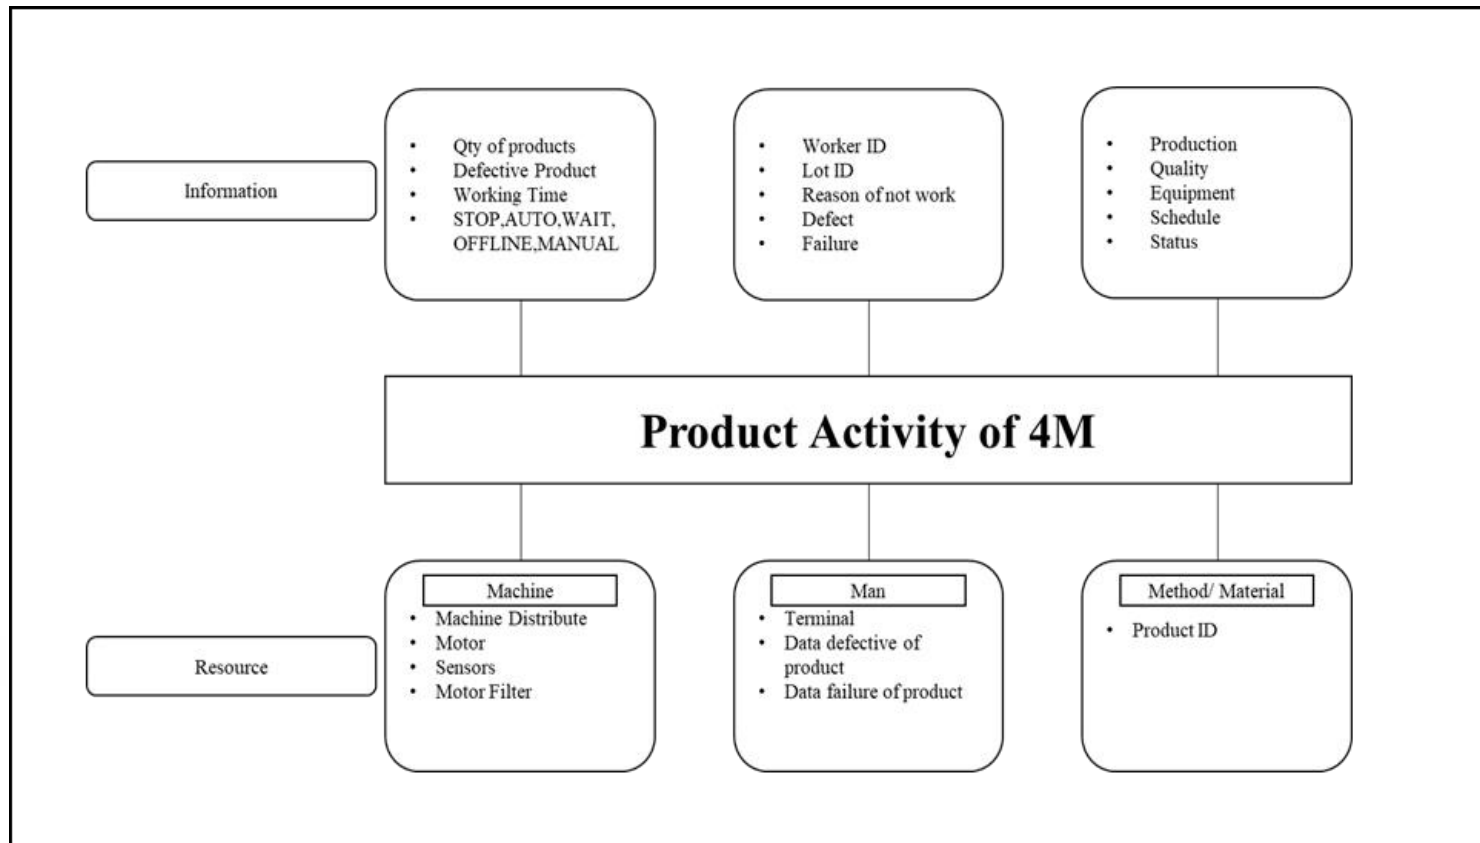 Information
• Qty of products
• Defective Product
• Working Time
• STOP,AUTO,WAIT,
OFFLINE,MANUAL
• Worker ID
• Lot ID
• Reason of not work
• Defect
• Failure
• Production
• Quality
• Equipment
• Schedule
• Status
Product Activity of 4M
Resource
Machine
• Machine Distribute
• Motor
• Sensors
• Motor Filter
Man
• Terminal
• Data defective of
product
• Data failure of product
Method/ Material
• Product ID